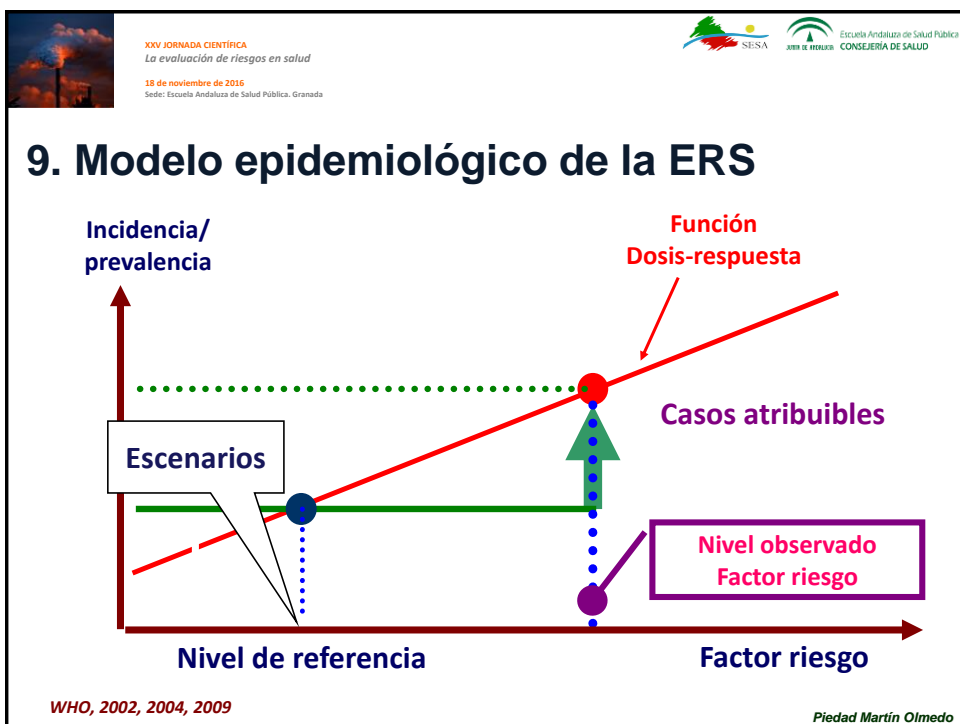 XXV JORNADA CIENTÍFICA
La evaluación de riesgos en salud
18 de noviembre de 2016
Sede: Escuela Andaluza de Salud Pública. Granada
SESA
JUNTA DE ANDALUCIA
Escuela Andaluza de Salud Pública
CONSEJERÍA DE SALUD
9. Modelo epidemiológico de la ERS
Incidencia/
prevalencia
Función
Dosis-respuesta
Casos atribuibles
Escenarios
Nivel observado
Factor riesgo
Nivel de referencia
Factor riesgo
WHO, 2002, 2004, 2009
Piedad Martín Olmedo